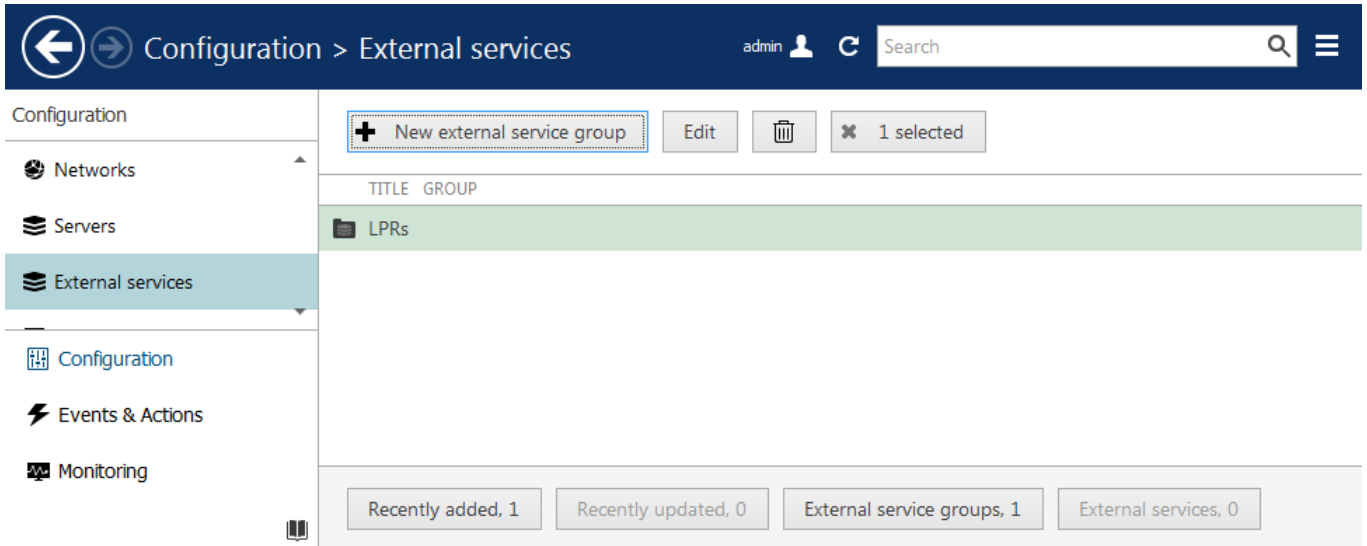 Configuration > External services
admin
Search
Configuration
Networks
Servers
External services
Configuration
Events & Actions
Monitoring
New external service group
Edit
1 selected
TITLE GROUP
LPRs
Recently added, 1
Recently updated, 0
External service groups, 1
External services, 0